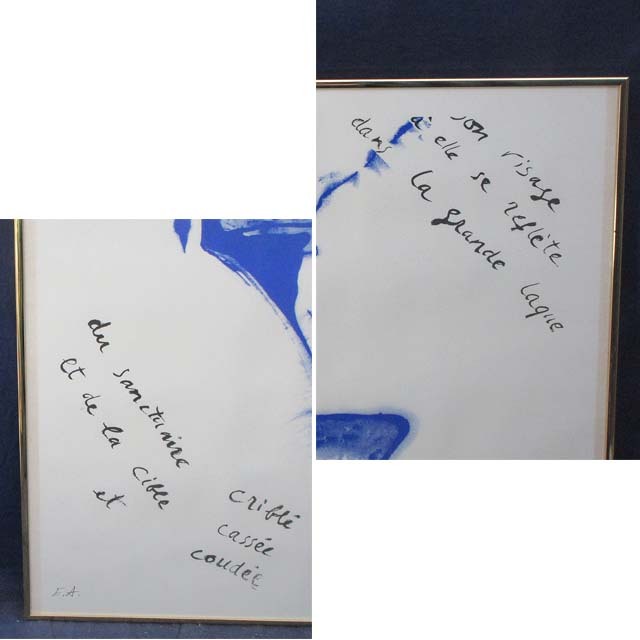 son visage
à elle se reflète
dans la grande laque
du sanctuaire
et de la cible
et
criblé
cassée
coudée
E.A.